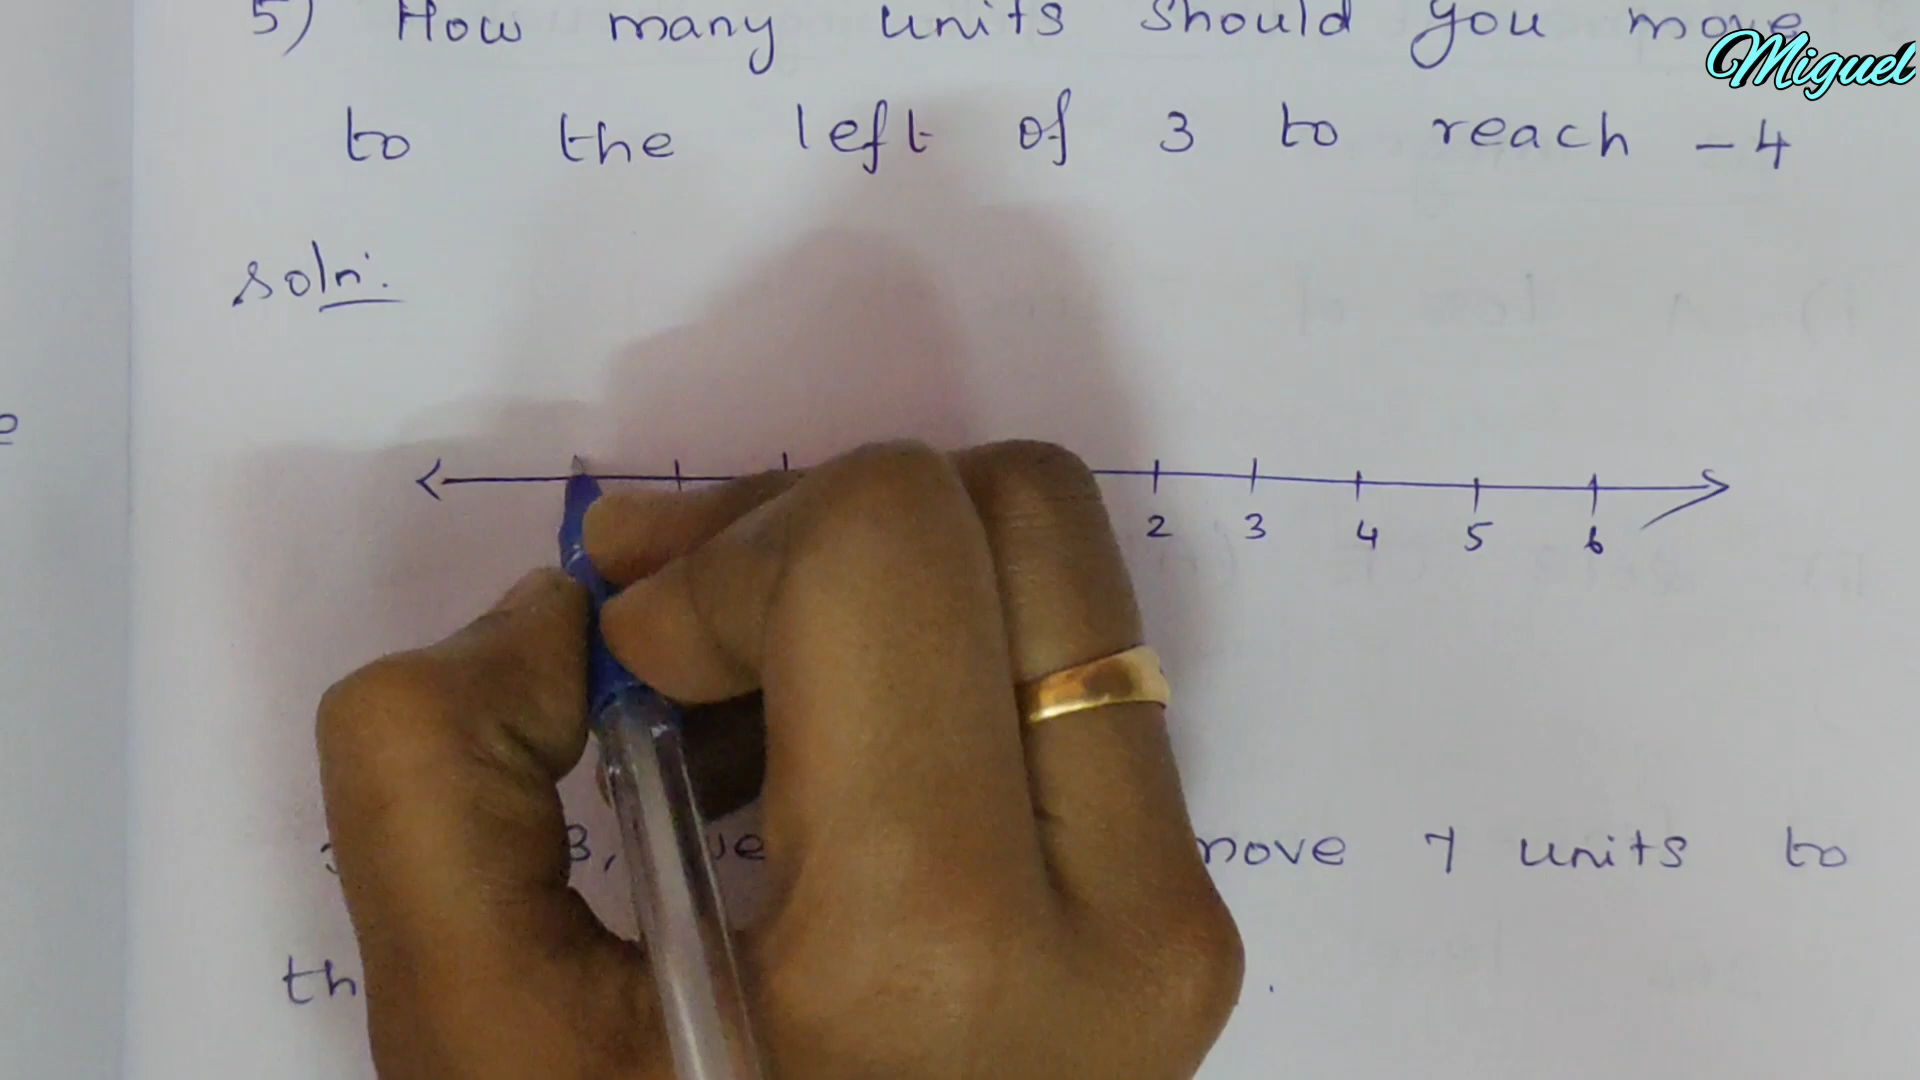 5) How many units should you move
Miguel
to the left of 3 to reach -4
soln:
2 3 4 5 6
3, move 7 units to